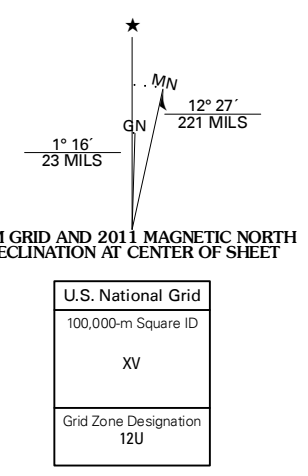 ★
MN
12° 27´
221 MILS
GN
1° 16´
23 MILS
GRID AND 2011 MAGNETIC NORTH
AT CENTER OF SHEET
U.S. National Grid
100,000-m Square ID
XV
Grid Zone Designation
12U